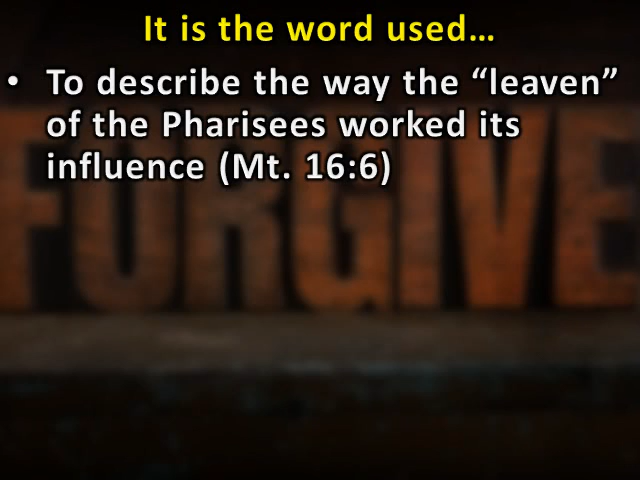 It is the word used…
• To describe the way the “leaven”
of the Pharisees worked its
influence (Mt. 16:6)
FORGIVE